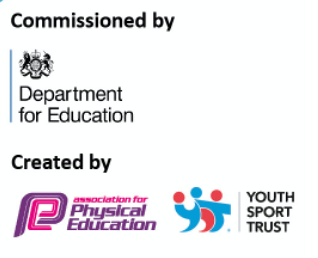 Commissioned by
Department
for Education
Created by
association for
Physical
Education
YOUTH
SPORT
TRUST